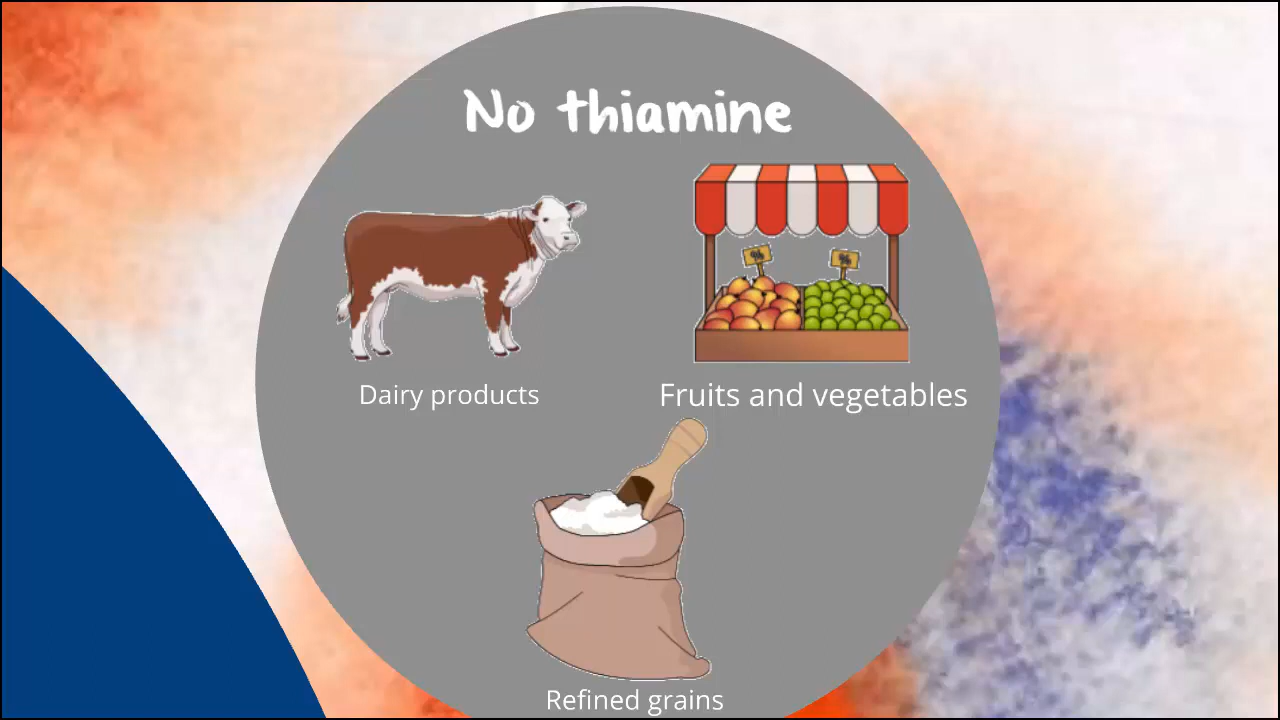 No thiamine
Dairy products
Fruits and vegetables
Refined grains